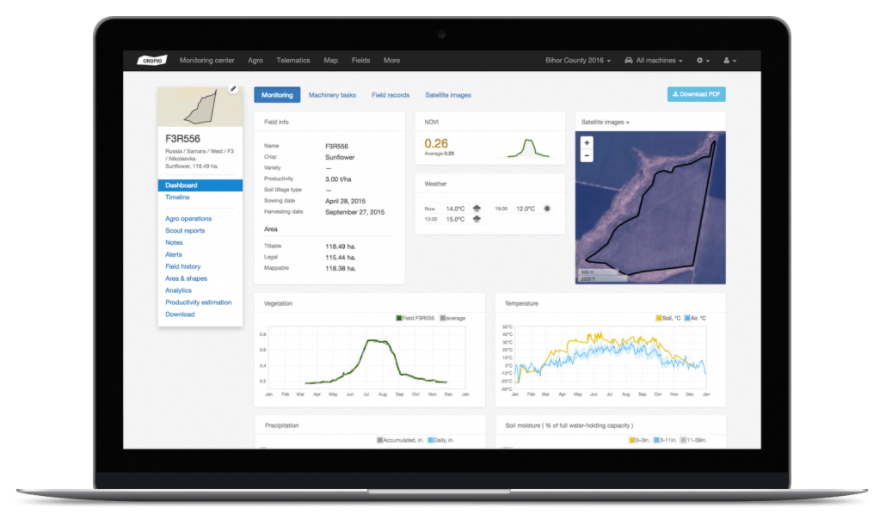 CROPIO Monitoring center Agro Telematics Map Fields More Bihor County 2016 All machines
F3R556
Russia / Samara / West / F3
/ Nikolaevka
Sunflower, 118.49 ha.
Dashboard
Timeline
Agro operations
Scout reports
Notes
Alerts
Field history
Area & shapes
Analytics
Productivity estimation
Download
Monitoring Machinery tasks Field records Satellite images Download PDF
Field info
Name F3R556
Crop Sunflower
Variety —
Productivity 3.00 t/ha
Soil tillage type —
Sowing date April 28, 2015
Harvesting date September 27, 2015
Area
Tillable 118.49 ha.
Legal 115.44 ha.
Mappable 118.38 ha.
NDVI
0.26
Average 0.26
Weather
Now 14.0°C 19:00 12.0°C
13:00 15.0°C
Satellite images
+
-
Vegetation
Field F3R556 average
0.8
0.6
0.4
0.2
Jan Feb Mar Apr May Jun Jul Aug Sep Oct Nov Dec Jan
Temperature
Soil, °C Air, °C
50°C
40°C
30°C
20°C
10°C
0°C
-10°C
-20°C
-30°C
Jan Feb Mar Apr May Jun Jul Aug Sep Oct Nov Dec Jan
Precipitation
Accumulated, in. Daily, in.
Soil moisture ( % of full water-holding capacity )
0-3in. 3-11in. 11-39in.